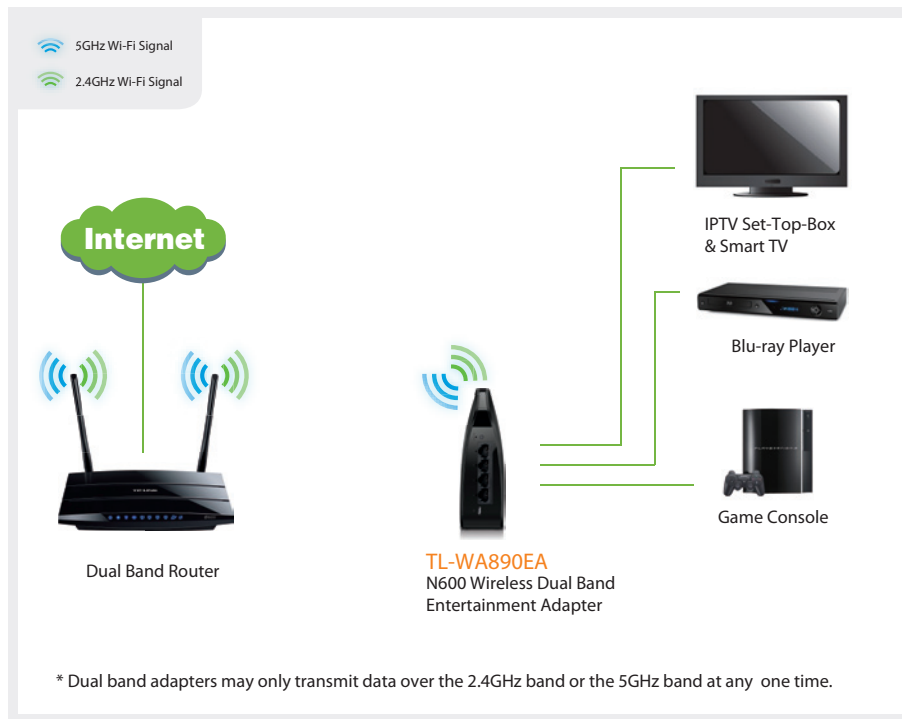 5GHz Wi-Fi Signal
2.4GHz Wi-Fi Signal
Internet
IPTV Set-Top-Box
& Smart TV
Blu-ray Player
Game Console
TP-LINK
Dual Band Router
TL-WA890EA
N600 Wireless Dual Band
Entertainment Adapter
* Dual band adapters may only transmit data over the 2.4GHz band or the 5GHz band at any one time.